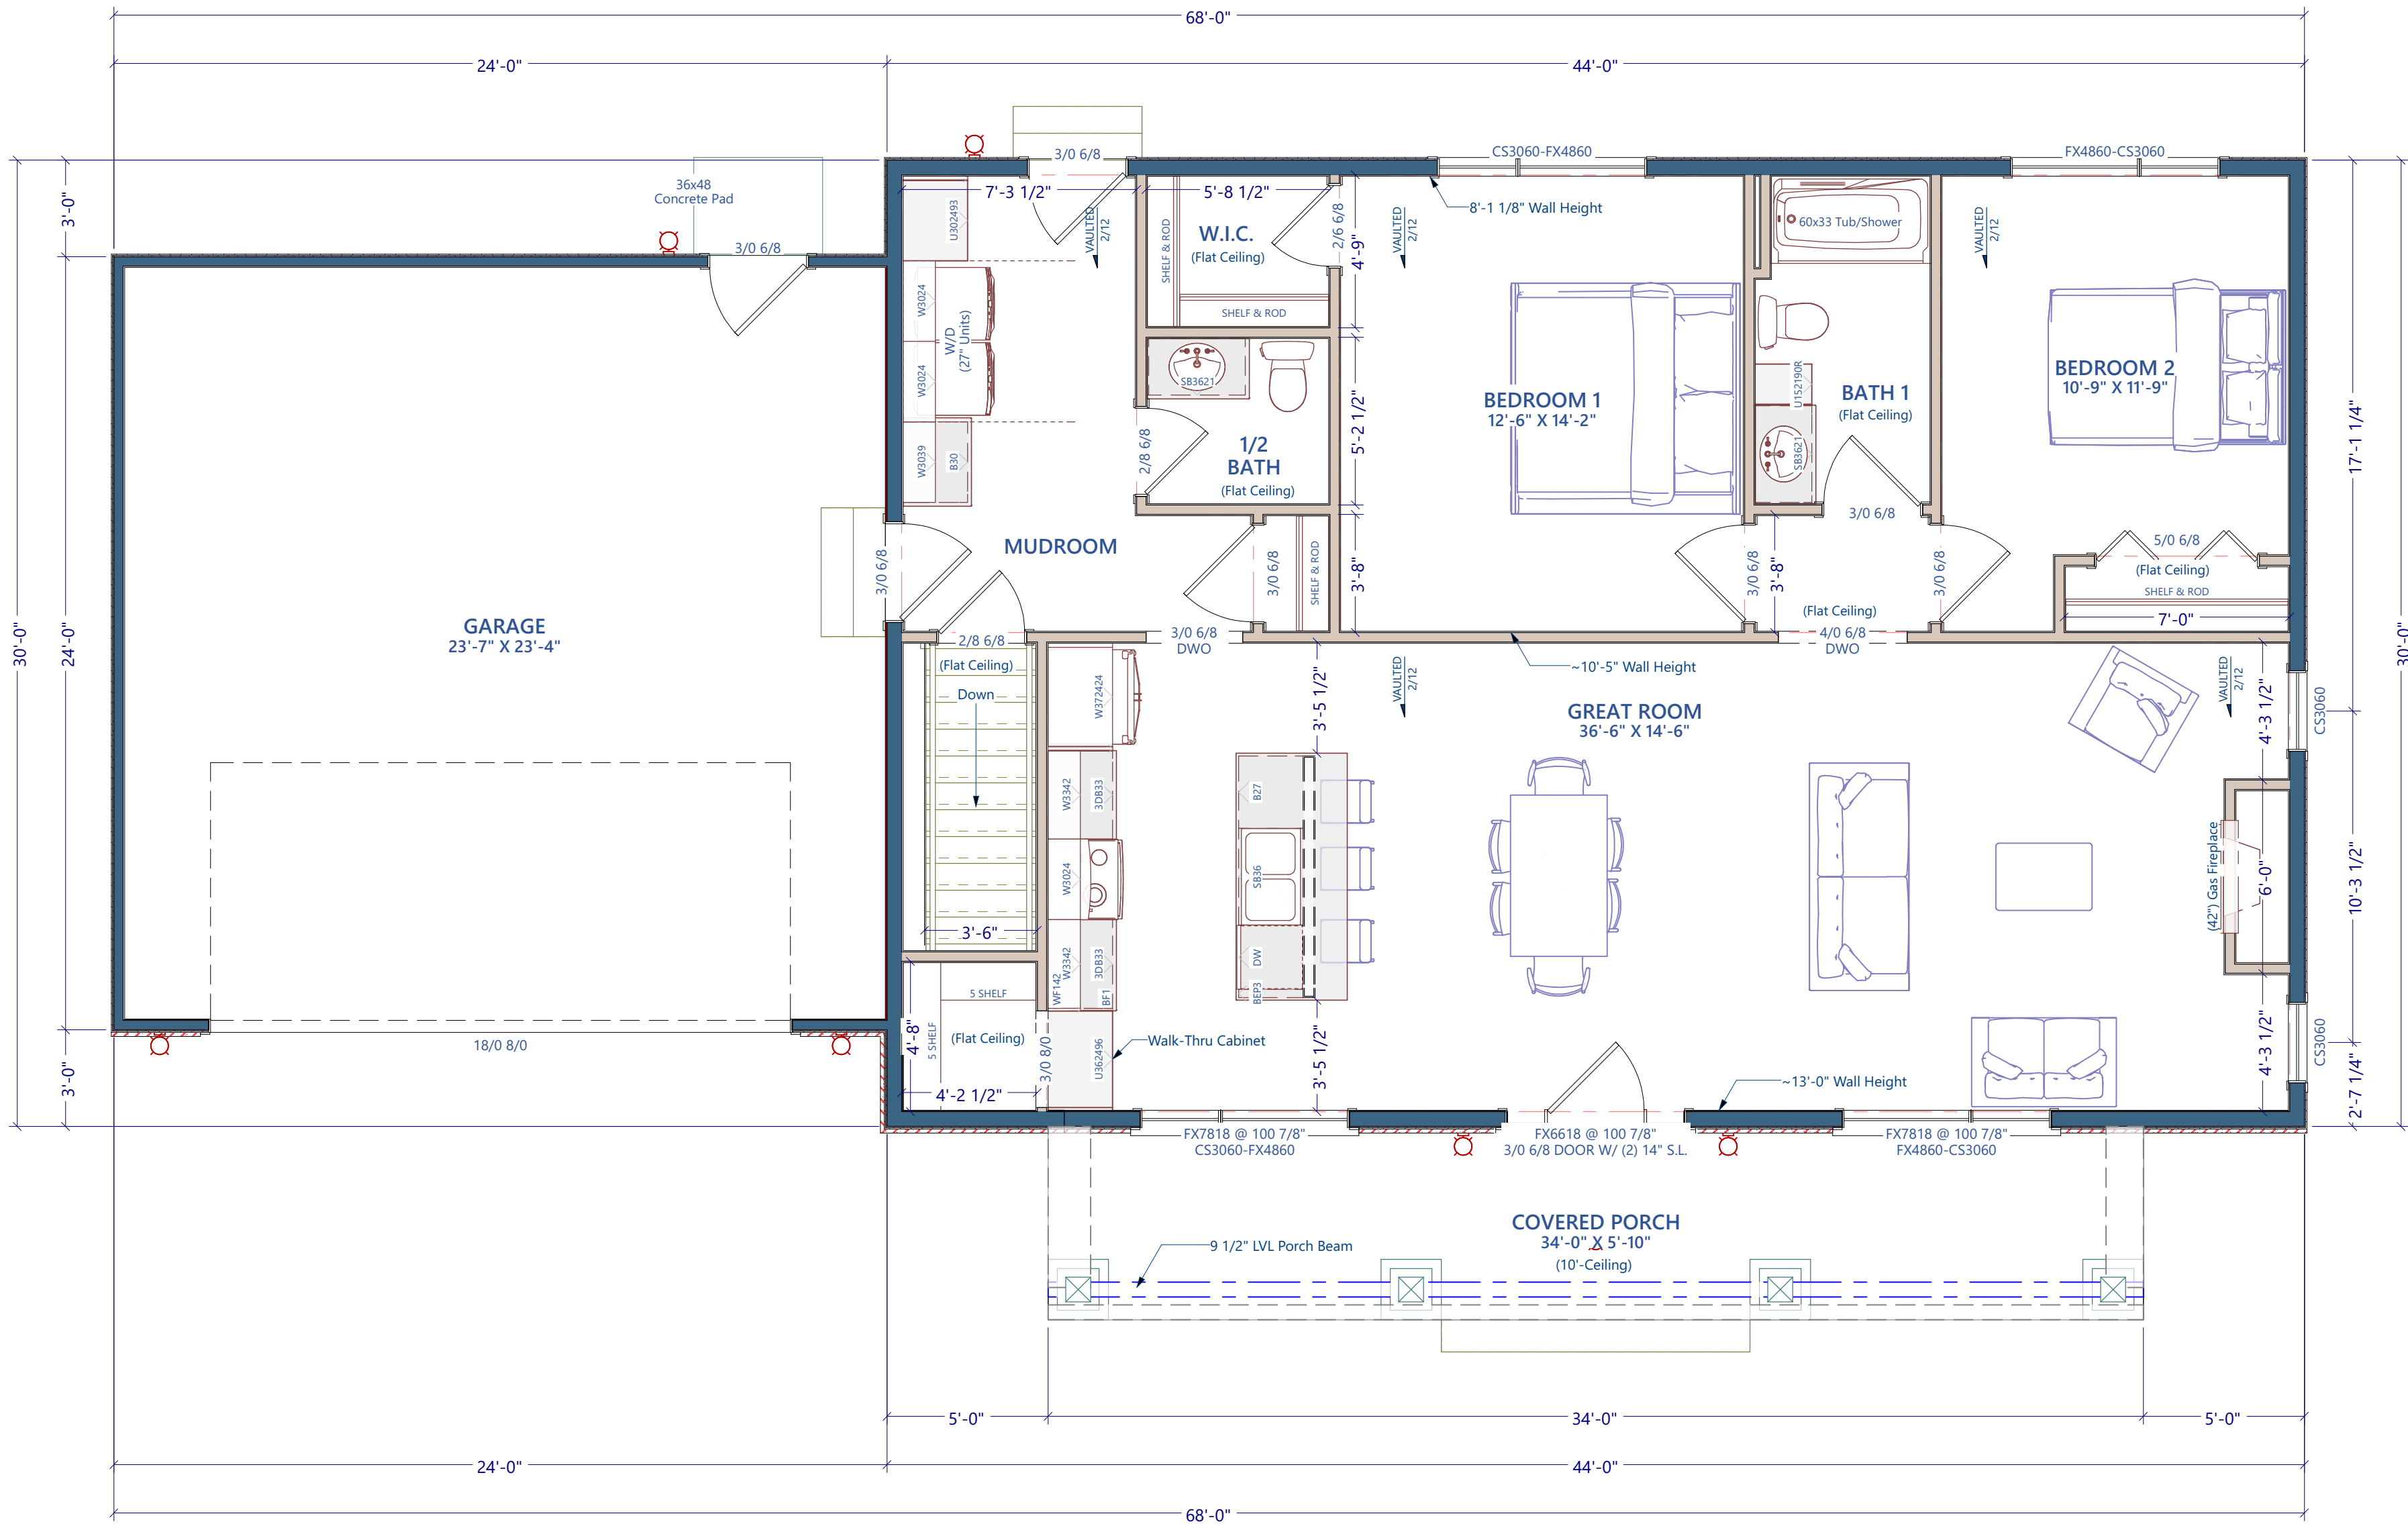 68'-0"
24'-0"
44'-0"
3/0 6/8
CS3060-FX4860
FX4860-CS3060
36x48
Concrete Pad
3'-0"
7'-3 1/2"
5'-8 1/2"
U302493
VAULTED
2/12
SHELF & ROD
W.I.C.
(Flat Ceiling)
2/6 6/8
4'-9"
VAULTED
2/12
8'-1 1/8" Wall Height
60x33 Tub/Shower
VAULTED
2/12
3/0 6/8
W3024
W3024
W/D
(27" Units)
SHELF & ROD
SB3621
BEDROOM 1
12'-6" X 14'-2"
U152190R
BATH 1
(Flat Ceiling)
BEDROOM 2
10'-9" X 11'-9"
W3039
B30
2/8 6/8
1/2
BATH
(Flat Ceiling)
5'-2 1/2"
SB3621
17'-1 1/4"
3/0 6/8
MUDROOM
3/0 6/8
3/0 6/8
SHELF & ROD
3'-8"
3/0 6/8
3'-8"
3/0 6/8
5/0 6/8
(Flat Ceiling)
SHELF & ROD
7'-0"
(Flat Ceiling)
30'-0"
24'-0"
GARAGE
23'-7" X 23'-4"
2/8 6/8
3/0 6/8
DWO
4/0 6/8
DWO
30'-0"
(Flat Ceiling)
Down
W372424
3'-5 1/2"
VAULTED
2/12
~10'-5" Wall Height
GREAT ROOM
36'-6" X 14'-6"
VAULTED
2/12
4'-3 1/2"
CS3060
W3342
3DB33
B27
W3024
SB36
(42") Gas Fireplace
6'-0"
10'-3 1/2"
3'-6"
W3342
3DB33
WF142
BF1
DW
BEP3
5 SHELF
5 SHELF
4'-8"
(Flat Ceiling)
3/0 8/0
U362496
Walk-Thru Cabinet
3'-5 1/2"
4'-3 1/2"
CS3060
18/0 8/0
3'-0"
4'-2 1/2"
~13'-0" Wall Height
2'-7 1/4"
FX7818 @ 100 7/8"
CS3060-FX4860
FX6618 @ 100 7/8"
3/0 6/8 DOOR W/ (2) 14" S.L.
FX7818 @ 100 7/8"
FX4860-CS3060
COVERED PORCH
34'-0" X 5'-10"
(10'-Ceiling)
9 1/2" LVL Porch Beam
5'-0"
34'-0"
5'-0"
24'-0"
44'-0"
68'-0"